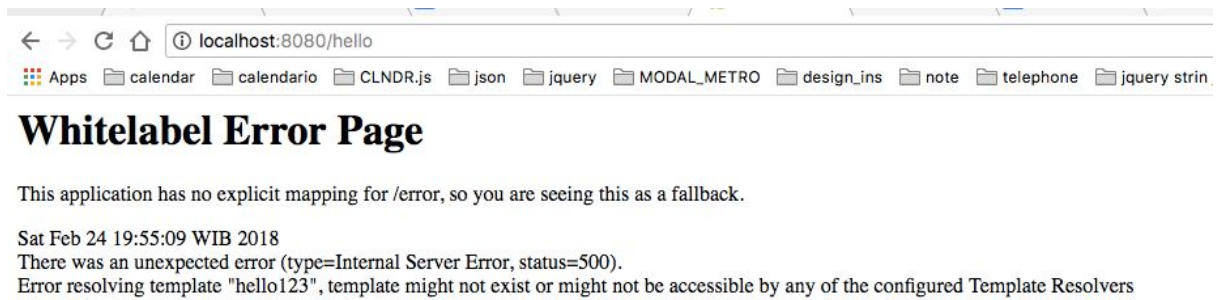 localhost:8080/hello
Apps calendar calendario CLNDR.js json jquery MODAL_METRO design_ins note telephone jquery strin
Whitelabel Error Page
This application has no explicit mapping for /error, so you are seeing this as a fallback.
Sat Feb 24 19:55:09 WIB 2018
There was an unexpected error (type=Internal Server Error, status=500).
Error resolving template "hello123", template might not exist or might not be accessible by any of the configured Template Resolvers